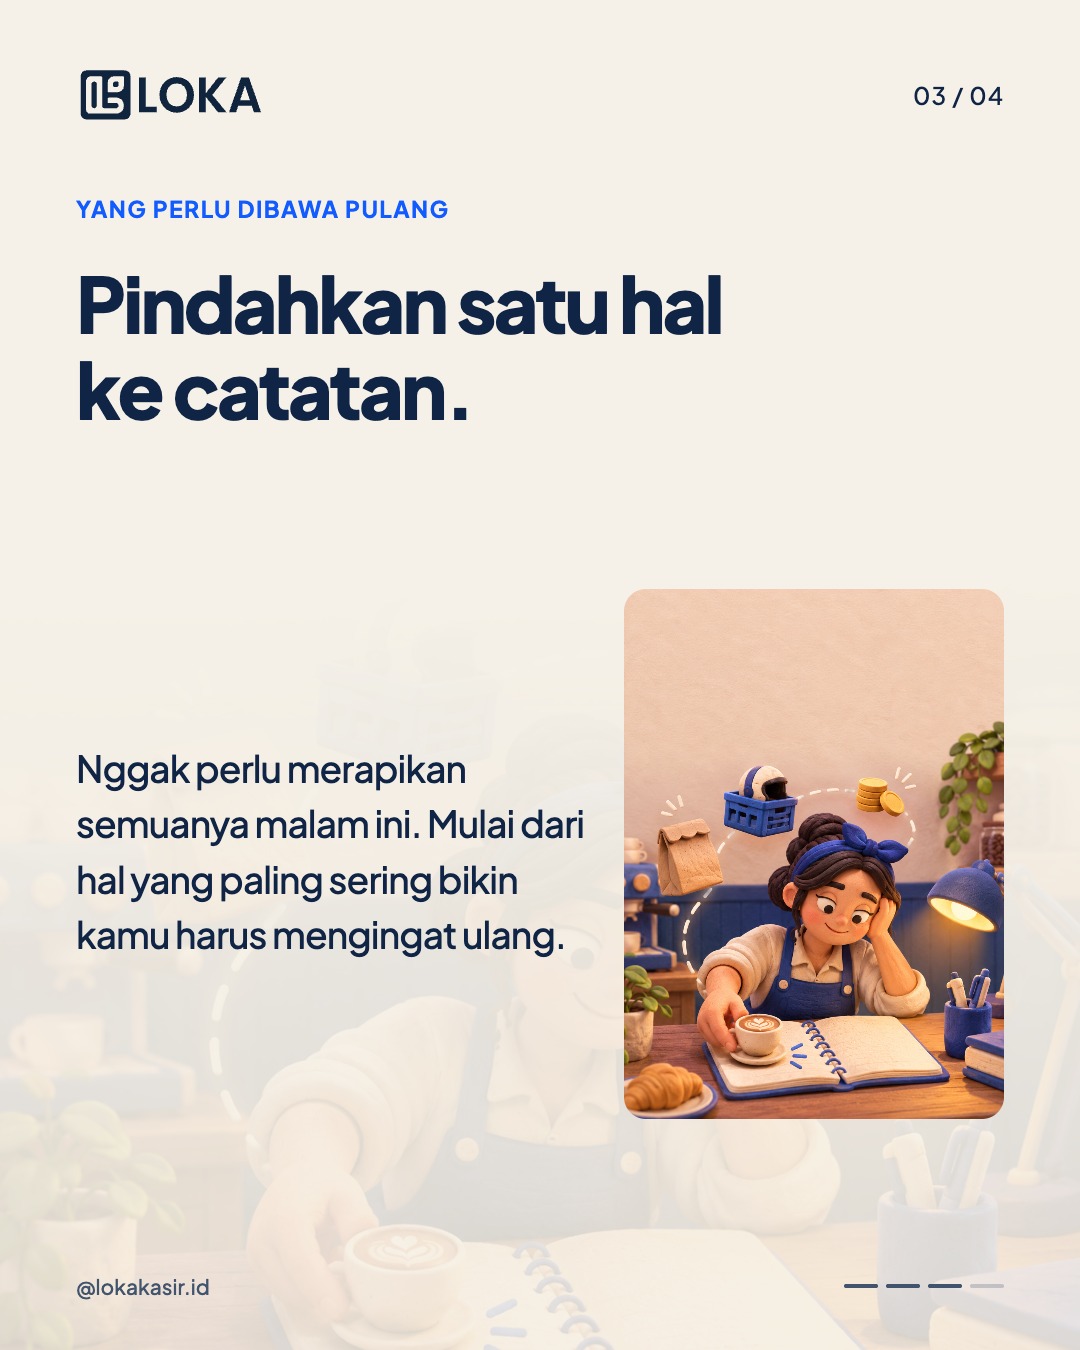 LOKA
03 / 04
YANG PERLU DIBAWA PULANG
Pindahkan satu hal
ke catatan.
Nggak perlu merapikan
semuanya malam ini. Mulai dari
hal yang paling sering bikin
kamu harus mengingat ulang.
@lokakasir.id